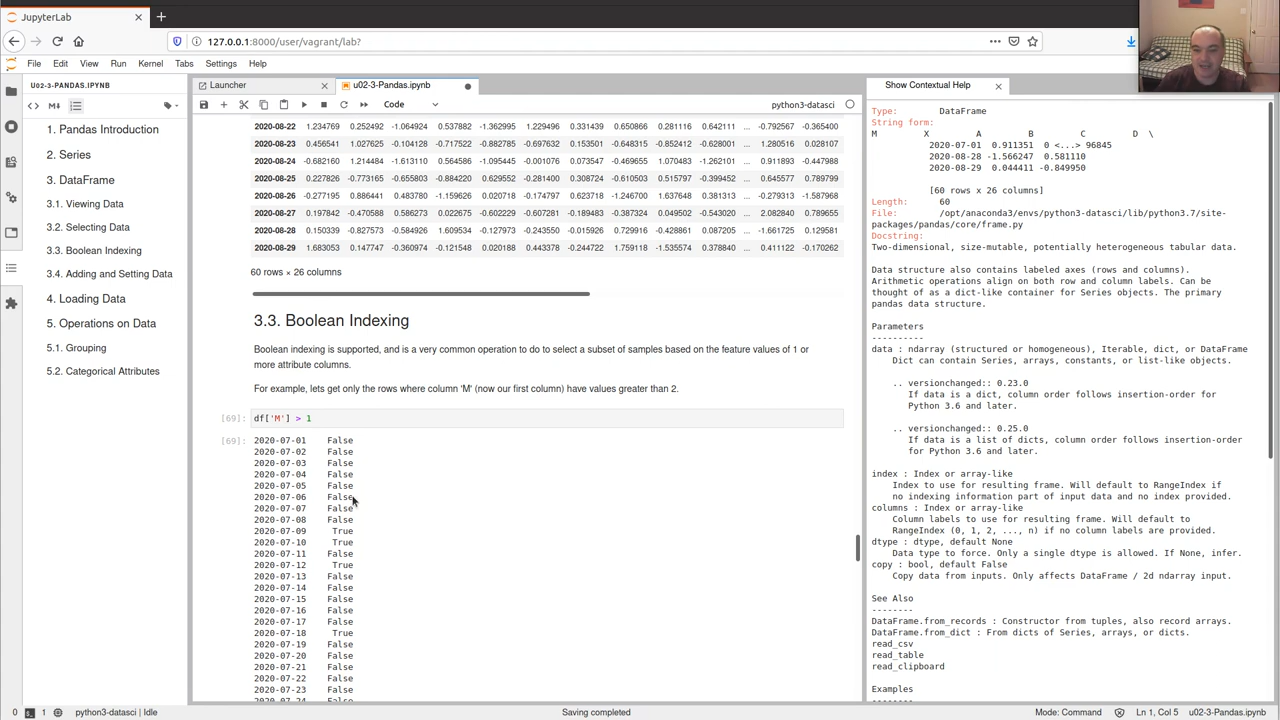 JupyterLab
127.0.0.1:8000/user/vagrant/lab?
File Edit View Run Kernel Tabs Settings Help
U02-3-PANDAS.IPYNB
1. Pandas Introduction
2. Series
3. DataFrame
3.1. Viewing Data
3.2. Selecting Data
3.3. Boolean Indexing
3.4. Adding and Setting Data
4. Loading Data
5. Operations on Data
5.1. Grouping
5.2. Categorical Attributes
Launcher
u02-3-Pandas.ipynb
Code
python3-datasci
2020-08-22 1.234769 0.252492 -1.064924 0.537882 -1.362995 1.229496 0.331439 0.650866 0.281116 0.642111 ... -0.792567 -0.365400
2020-08-23 0.456541 1.027625 -0.104128 -0.717522 -0.882785 -0.697632 0.153501 -0.648315 -0.852412 -0.630881 ... 1.280516 0.028107
2020-08-24 -0.682160 1.214484 -1.613110 0.564586 -1.095445 -0.001076 0.073547 -0.469655 1.070483 -1.262101 ... 0.911893 -0.447988
2020-08-25 0.227826 -0.773793 -0.655803 -0.884220 0.629552 -0.281400 0.308724 -0.610503 0.515797 -0.399452 ... 0.645577 0.789799
2020-08-26 -0.277195 0.886441 0.483780 -1.159626 0.020718 -0.174797 0.623618 -1.246700 1.637648 0.381313 ... -0.279313 -1.587968
2020-08-27 0.197842 -0.470588 0.586273 0.026375 -0.602229 -0.607281 -0.189483 -0.387324 0.049502 -0.543020 ... 2.082840 0.789655
2020-08-28 0.150339 -0.827573 -0.584926 1.609534 -0.127973 -0.243550 -0.015926 0.729916 -0.428861 0.087205 ... -1.661725 0.129581
2020-08-29 1.683053 0.147747 -0.360974 -0.121548 0.020188 0.443378 -0.244722 1.759118 -1.535574 0.378840 ... 0.411122 -0.170262
60 rows × 26 columns
3.3. Boolean Indexing
Boolean indexing is supported, and is a very common operation to do to select a subset of samples based on the feature values of 1 or
more attribute columns.
For example, lets get only the rows where column 'M' (now our first column) have values greater than 2.
[69]: df['M'] > 1
[69]: 2020-07-01 False
2020-07-02 False
2020-07-03 False
2020-07-04 False
2020-07-05 False
2020-07-06 False
2020-07-07 False
2020-07-08 False
2020-07-09 True
2020-07-10 True
2020-07-11 False
2020-07-12 True
2020-07-13 False
2020-07-14 False
2020-07-15 False
2020-07-16 False
2020-07-17 False
2020-07-18 True
2020-07-19 False
2020-07-20 False
2020-07-21 False
2020-07-22 False
2020-07-23 False
2020-07-24 False
Show Contextual Help
Type: DataFrame
String form:
M X A B C D \
2020-07-01 0.911351 0 <...> 96845
2020-08-28 -1.566247 0.581110
2020-08-29 0.044411 -0.849950
[60 rows x 26 columns]
Length: 60
File: /opt/anaconda3/envs/python3-datasci/lib/python3.7/site-
packages/pandas/core/frame.py
Docstring:
Two-dimensional, size-mutable, potentially heterogeneous tabular data.
Data structure also contains labeled axes (rows and columns).
Arithmetic operations align on both row and column labels. Can be
thought of as a dict-like container for Series objects. The primary
pandas data structure.
Parameters
----------
data : ndarray (structured or homogeneous), Iterable, dict, or DataFrame
Dict can contain Series, arrays, constants, or list-like objects.
.. versionchanged:: 0.23.0
If data is a dict, column order follows insertion-order for
Python 3.6 and later.
.. versionchanged:: 0.25.0
If data is a list of dicts, column order follows insertion-order
for Python 3.6 and later.
index : Index or array-like
Index to use for resulting frame. Will default to RangeIndex if
no indexing information part of input data and no index provided.
columns : Index or array-like
Column labels to use for resulting frame. Will default to
RangeIndex (0, 1, 2, ..., n) if no column labels are provided.
dtype : dtype, default None
Data type to force. Only a single dtype is allowed. If None, infer.
copy : bool, default False
Copy data from inputs. Only affects DataFrame / 2d ndarray input.
See Also
--------
DataFrame.from_records : Constructor from tuples, also record arrays.
DataFrame.from_dict : From dicts of Series, arrays, or dicts.
read_csv
read_table
read_clipboard
Examples
--------
0 1 python3-datasci | Idle
Saving completed
Mode: Command Ln 1, Col 5 u02-3-Pandas.ipynb